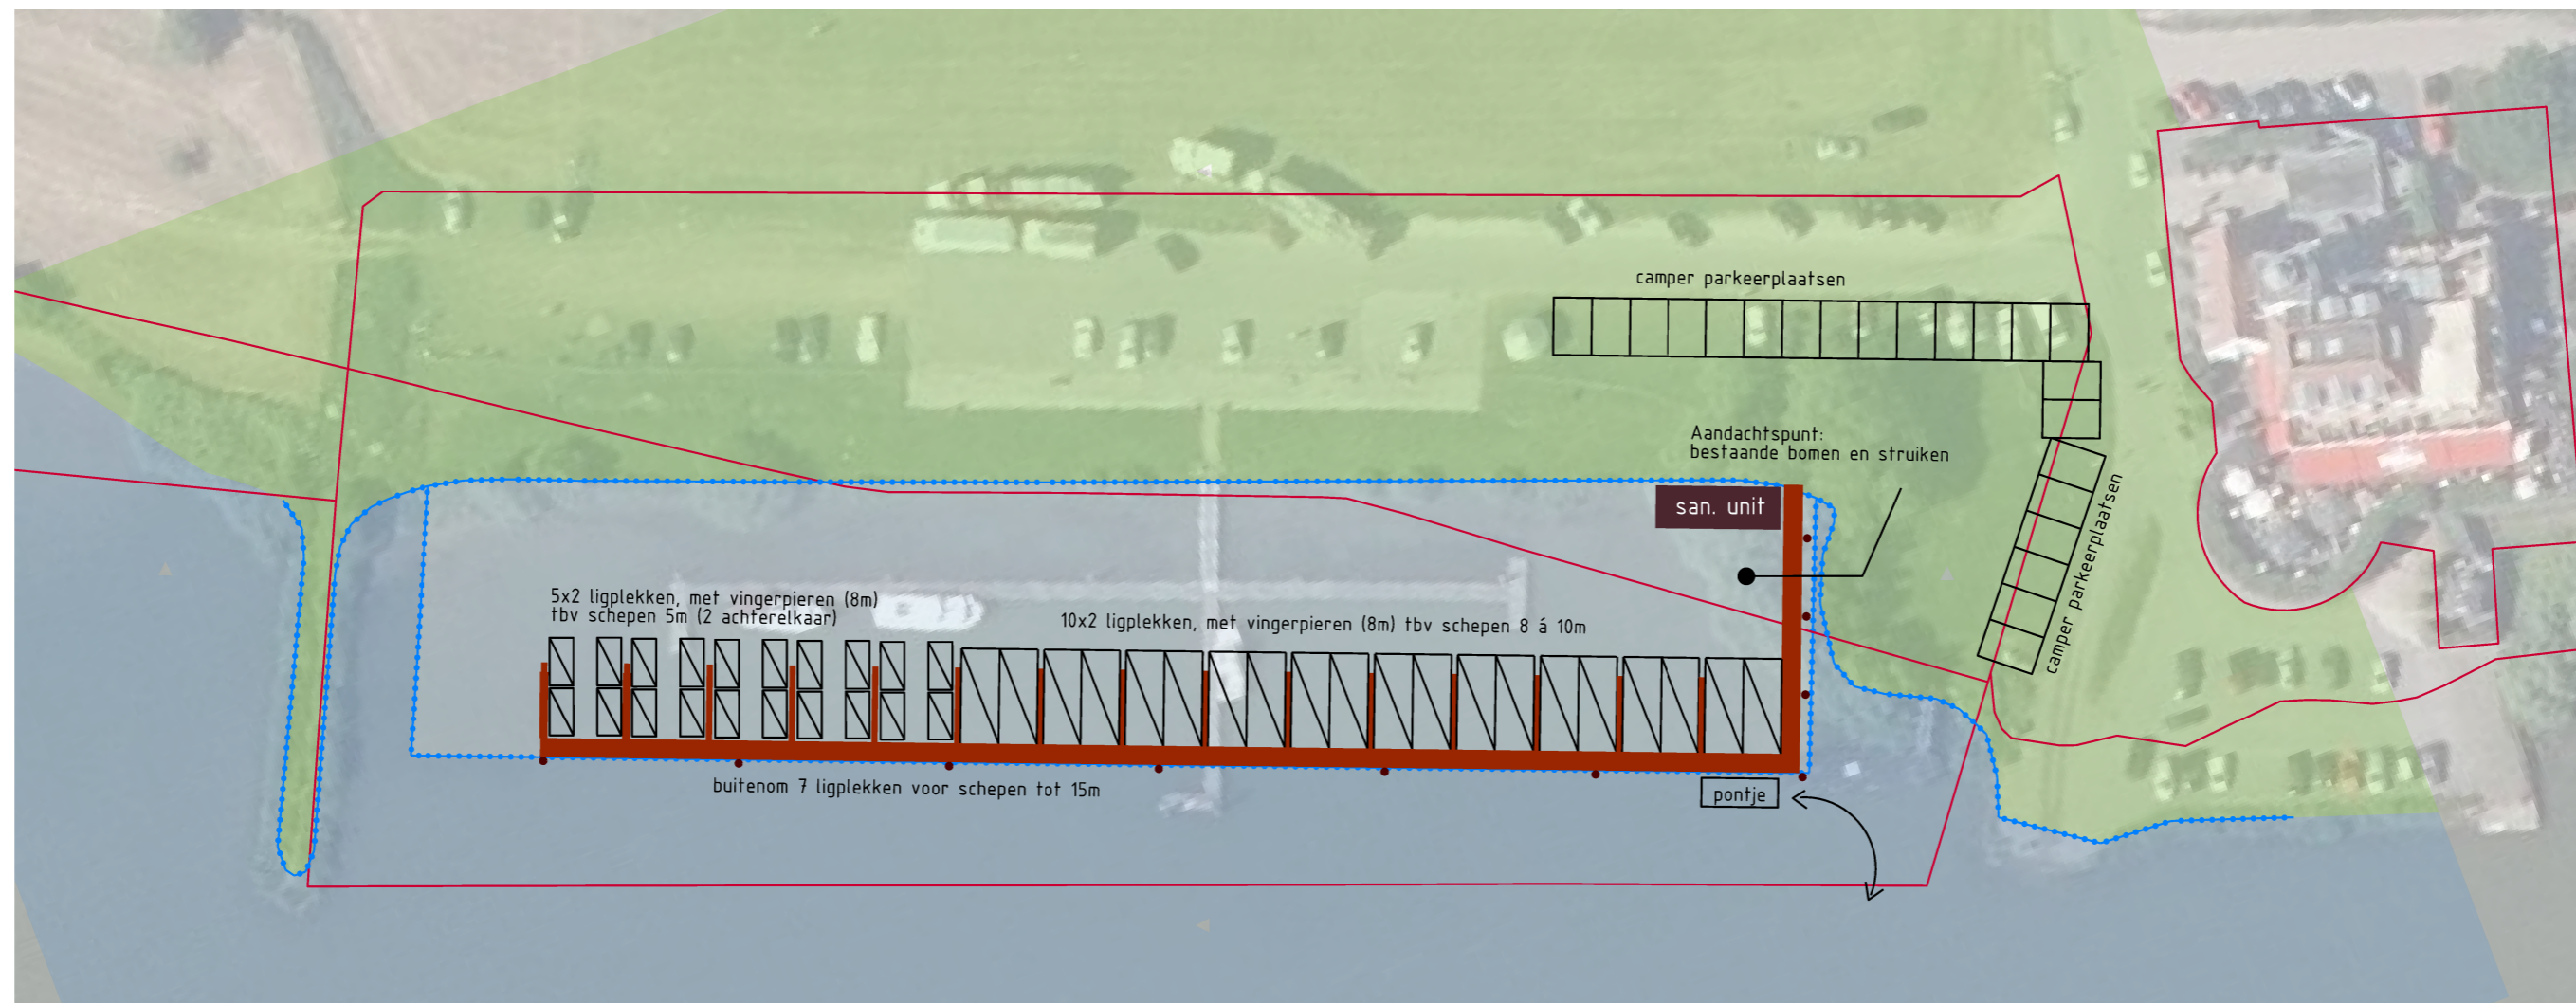 camper parkeerplaatsen
Aandachtspunt:
bestaande bomen en struiken
san. unit
camper parkeerplaatsen
5x2 ligplekken, met vingerpieren (8m)
tbv schepen 5m (2 achterelkaar)
10x2 ligplekken, met vingerpieren (8m) tbv schepen 8 á 10m
buitenom 7 ligplekken voor schepen tot 15m
pontje